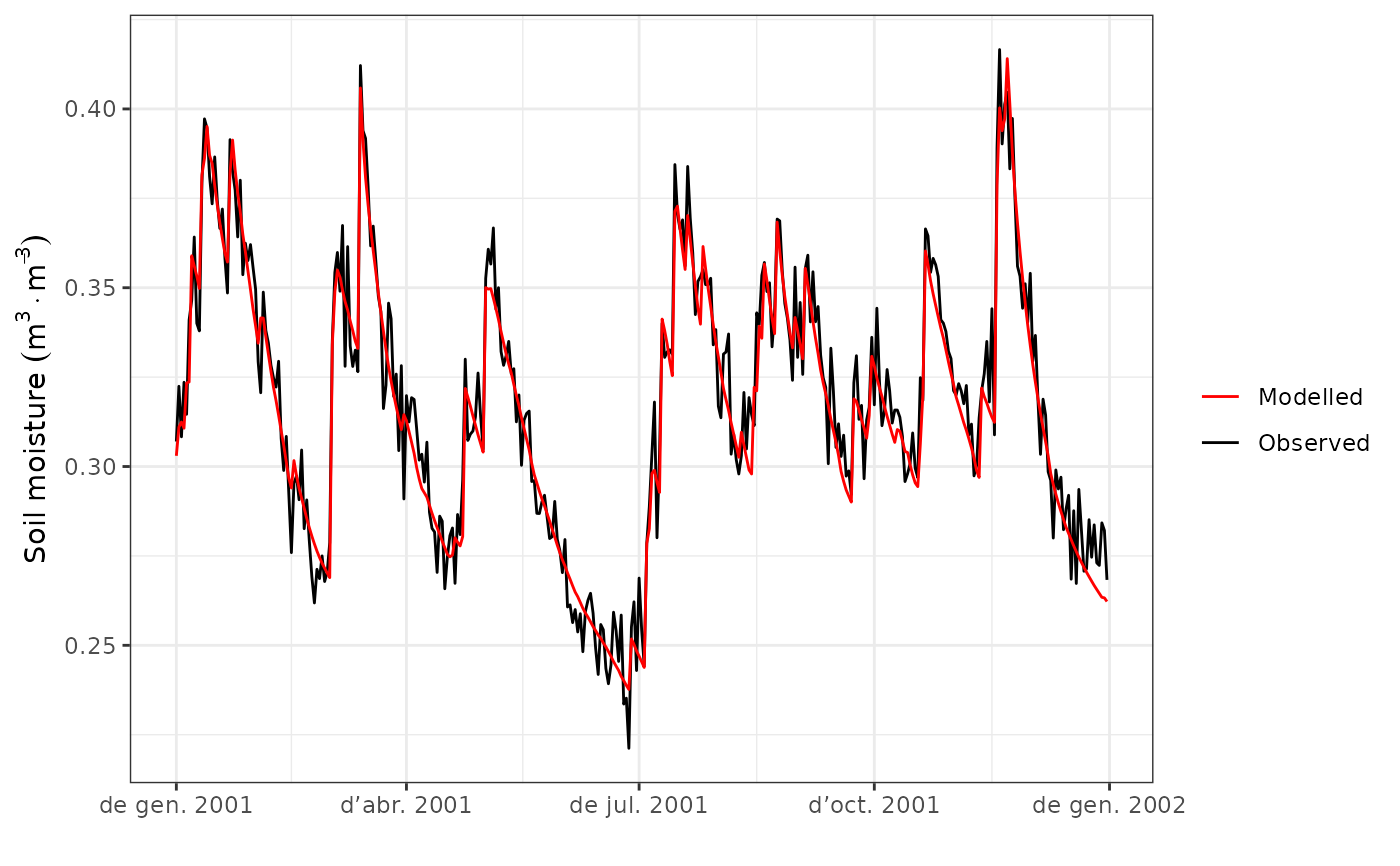 Soil moisture (m³ · m⁻³)
0.40
0.35
0.30
0.25
de gen. 2001
d’abr. 2001
de jul. 2001
d’oct. 2001
de gen. 2002
Modelled
Observed